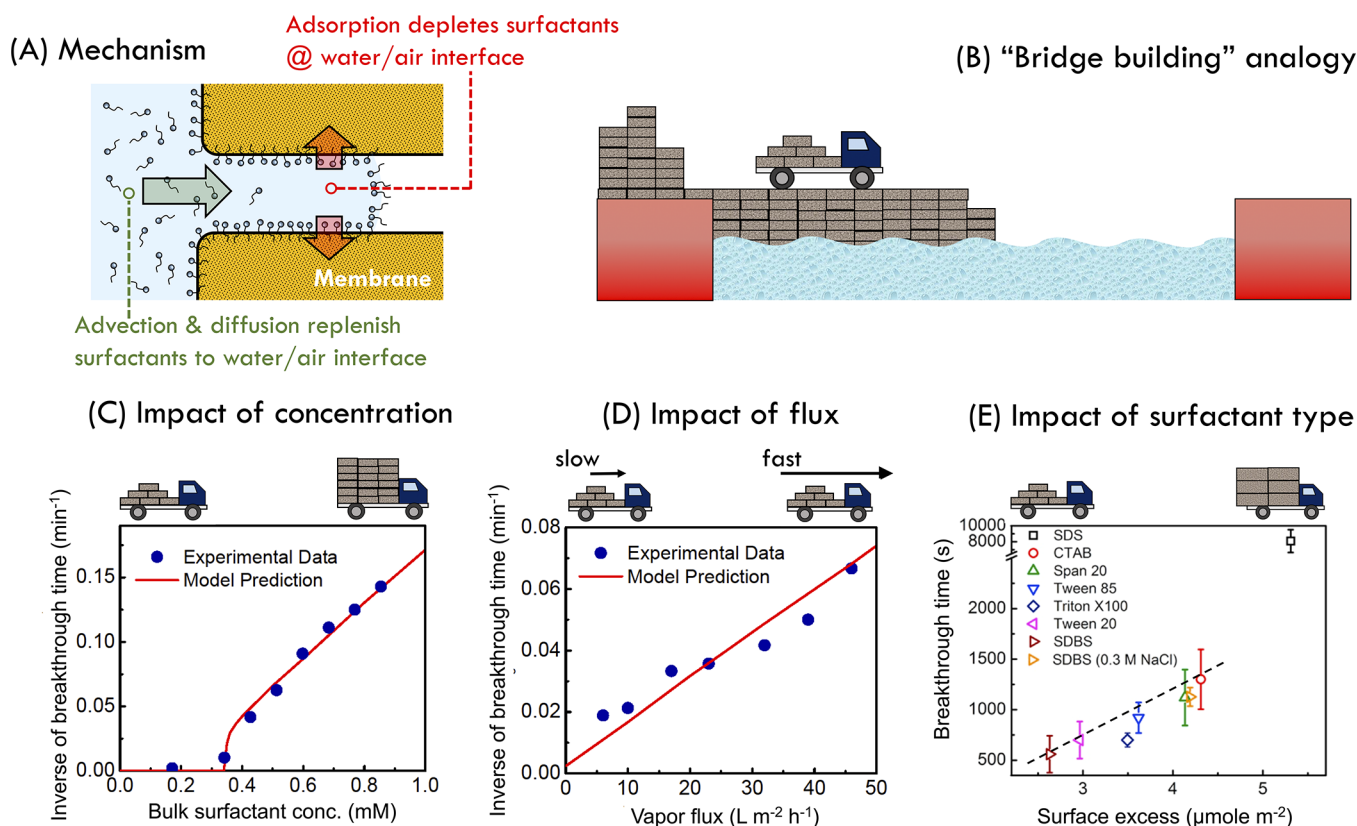 (A) Mechanism
Adsorption depletes surfactants
@ water/air interface
(B) “Bridge building” analogy
Membrane
Advection & diffusion replenish
surfactants to water/air interface
(C) Impact of concentration
Inverse of breakthrough time (min⁻¹)
0.15
0.10
0.05
0.00
Experimental Data
Model Prediction
0.0 0.2 0.4 0.6 0.8 1.0
Bulk surfactant conc. (mM)
(D) Impact of flux
slow
fast
Inverse of breakthrough time (min⁻¹)
0.08
0.06
0.04
0.02
0.00
Experimental Data
Model Prediction
0 10 20 30 40 50
Vapor flux (L m⁻² h⁻¹)
(E) Impact of surfactant type
Breakthrough time (s)
10000
8000
2000
1500
1000
500
SDS
CTAB
Span 20
Tween 85
Triton X100
Tween 20
SDBS
SDBS (0.3 M NaCl)
3 4 5
Surface excess (μmole m⁻²)